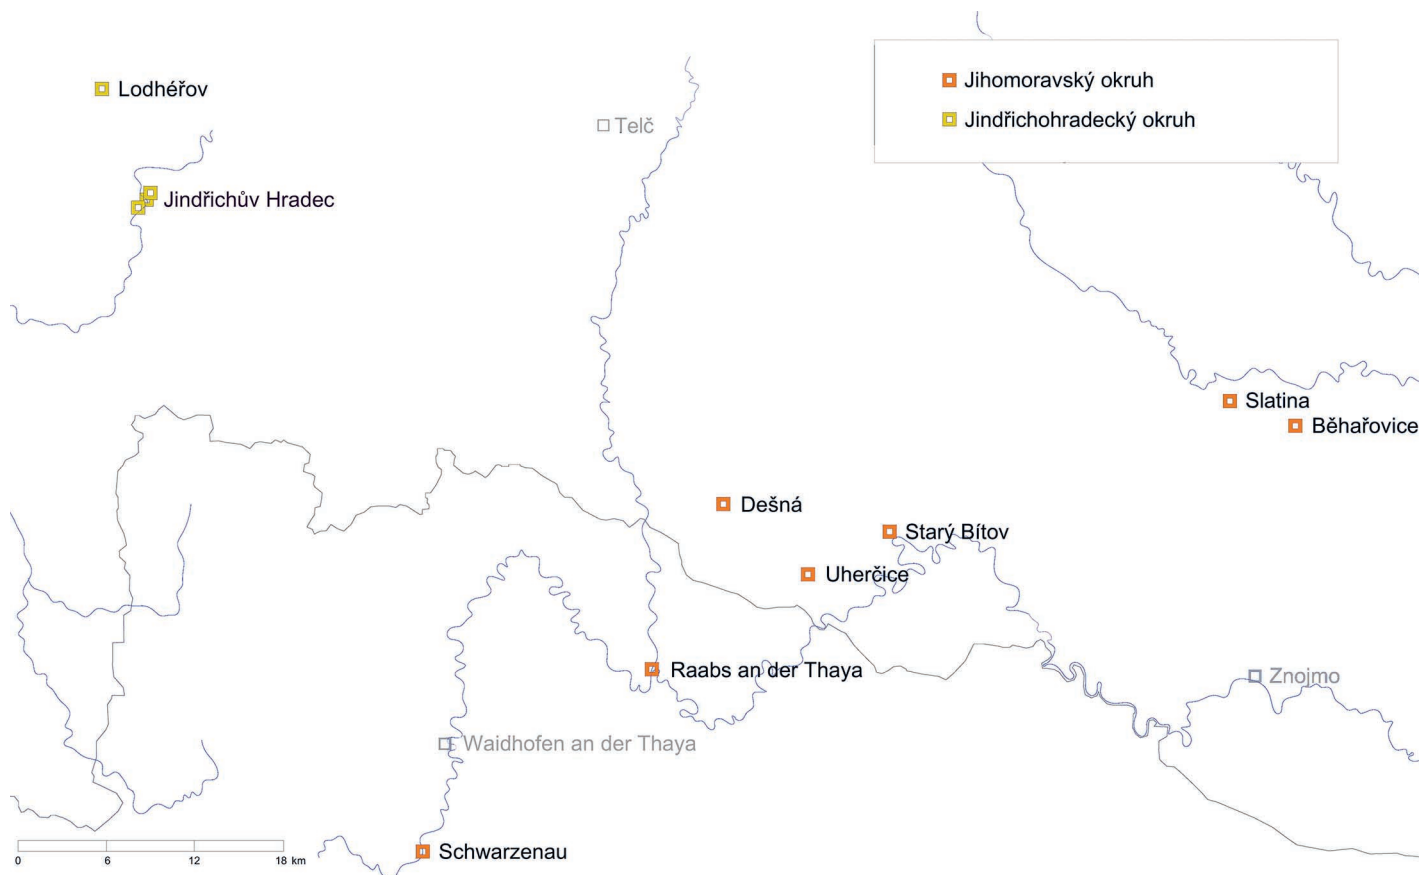 Lodhéřov
Jihomoravský okruh
Jindřichohradecký okruh
Telč
Jindřichův Hradec
Slatina
Běhařovice
Dešná
Starý Bítov
Uherčice
Raabs an der Thaya
Znojmo
Waidhofen an der Thaya
Schwarzenau
0 6 12 18 km